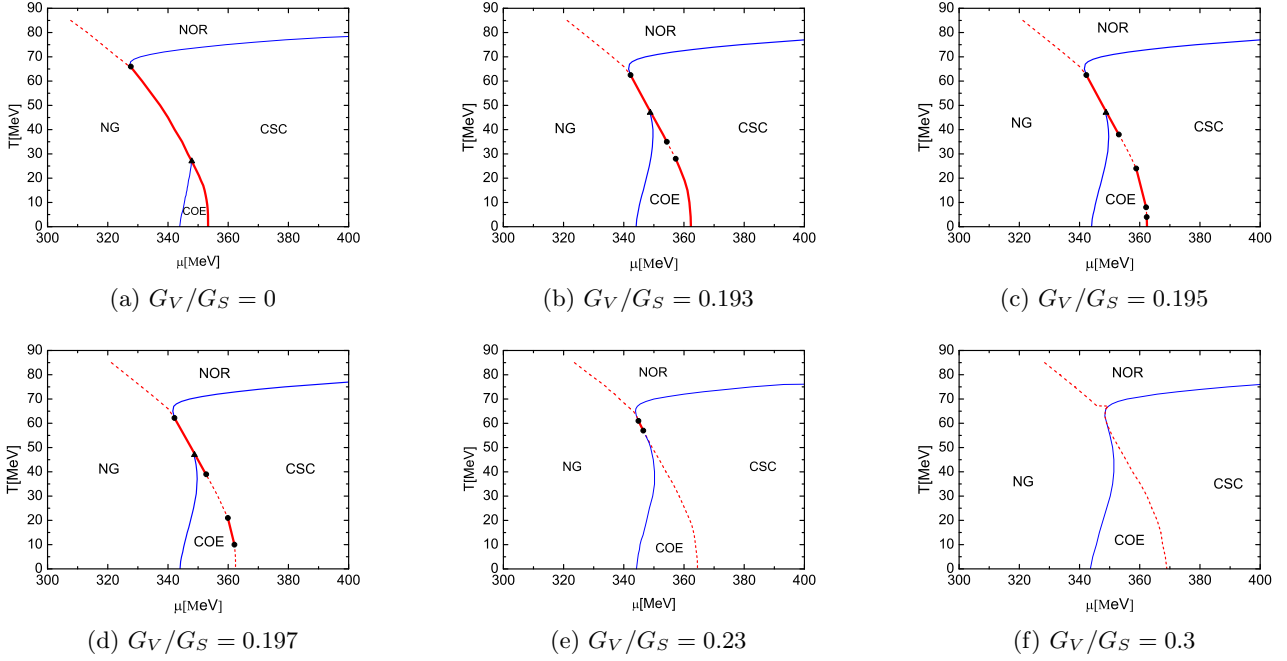 90
80
70
60
50
40
30
20
10
0
T[MeV]
NOR
NG
CSC
COE
300 320 340 360 380 400
μ[MeV]
(a) G_V/G_S = 0
90
80
70
60
50
40
30
20
10
0
T[MeV]
NOR
NG
CSC
COE
300 320 340 360 380 400
μ[MeV]
(b) G_V/G_S = 0.193
90
80
70
60
50
40
30
20
10
0
T[MeV]
NOR
NG
CSC
COE
300 320 340 360 380 400
μ[MeV]
(c) G_V/G_S = 0.195
90
80
70
60
50
40
30
20
10
0
T[MeV]
NOR
NG
CSC
COE
300 320 340 360 380 400
μ[MeV]
(d) G_V/G_S = 0.197
90
80
70
60
50
40
30
20
10
0
T[MeV]
NOR
NG
CSC
COE
300 320 340 360 380 400
μ[MeV]
(e) G_V/G_S = 0.23
90
80
70
60
50
40
30
20
10
0
T[MeV]
NOR
NG
CSC
COE
300 320 340 360 380 400
μ[MeV]
(f) G_V/G_S = 0.3